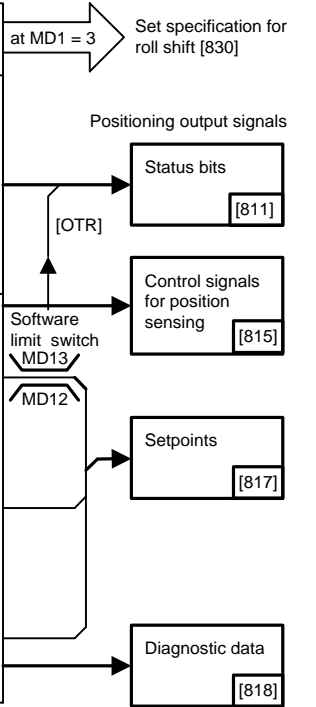 at MD1 = 3
Set specification for
roll shift [830]
Positioning output signals
Status bits
[811]
[OTR]
Control signals
for position
sensing
[815]
Software
limit switch
MD13
MD12
Setpoints
[817]
Diagnostic data
[818]